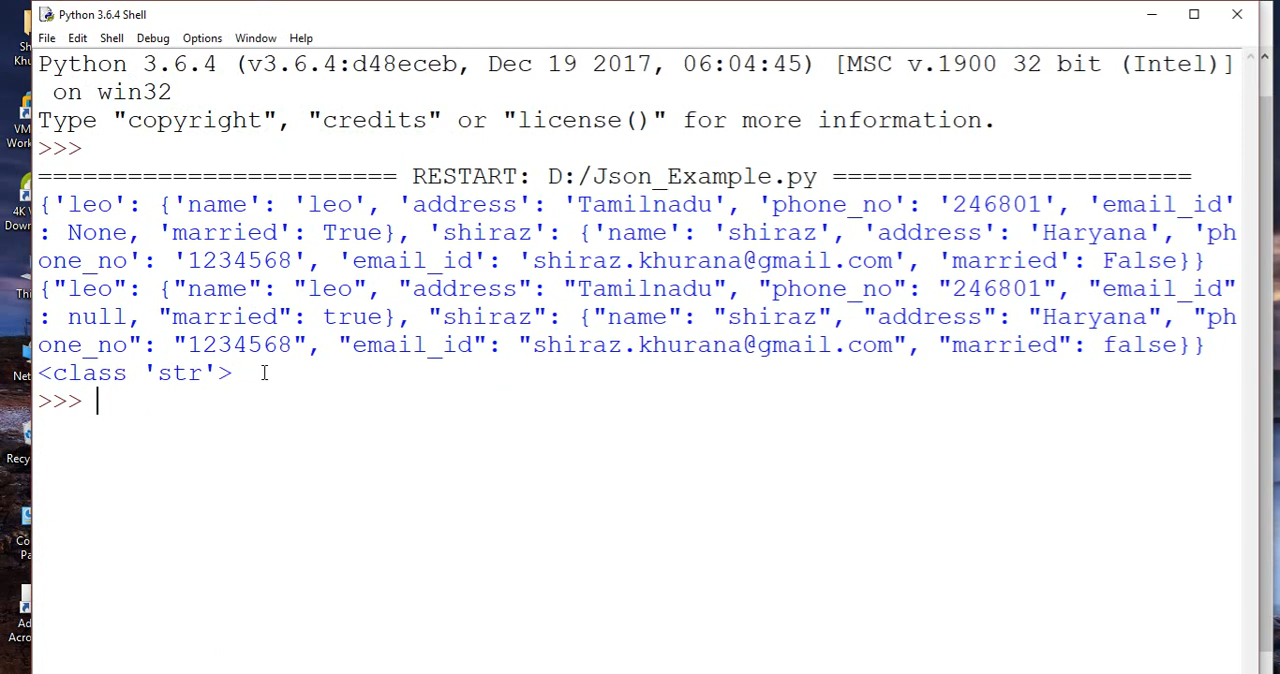 Python 3.6.4 Shell
File Edit Shell Debug Options Window Help
Python 3.6.4 (v3.6.4:d48eceb, Dec 19 2017, 06:04:45) [MSC v.1900 32 bit (Intel)]
 on win32
Type "copyright", "credits" or "license()" for more information.
>>>
======================== RESTART: D:/Json_Example.py ========================
{'leo': {'name': 'leo', 'address': 'Tamilnadu', 'phone_no': '246801', 'email_id'
: None, 'married': True}, 'shiraz': {'name': 'shiraz', 'address': 'Haryana', 'ph
one_no': '1234568', 'email_id': 'shiraz.khurana@gmail.com', 'married': False}}
{"leo": {"name": "leo", "address": "Tamilnadu", "phone_no": "246801", "email_id"
: null, "married": true}, "shiraz": {"name": "shiraz", "address": "Haryana", "ph
one_no": "1234568", "email_id": "shiraz.khurana@gmail.com", "married": false}}
<class 'str'>
>>>